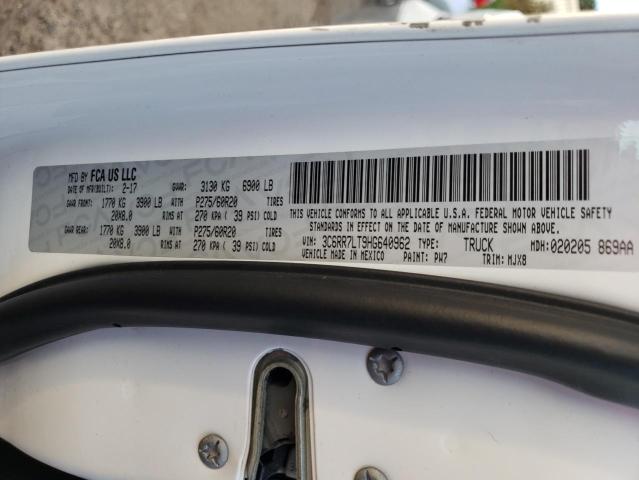 MFD BY FCA US LLC
DATE OF MFR(BUILT): 2-17 GVWR: 3130 KG 6900 LB
GAWR FRONT: 1770 KG 3900 LB WITH P275/60R20 TIRES
20X8.0 RIMS AT 270 KPA( 39 PSI) COLD
GAWR REAR: 1770 KG 3900 LB WITH P275/60R20 TIRES
20X8.0 RIMS AT 270 KPA( 39 PSI) COLD
THIS VEHICLE CONFORMS TO ALL APPLICABLE U.S.A. FEDERAL MOTOR VEHICLE SAFETY
STANDARDS IN EFFECT ON THE DATE OF MANUFACTURE SHOWN ABOVE.
VIN: 3C6RR7LT9HG640962 TYPE: TRUCK MDH:020205 869AA
VEHICLE MADE IN MEXICO PAINT: PW7 TRIM: MJX8